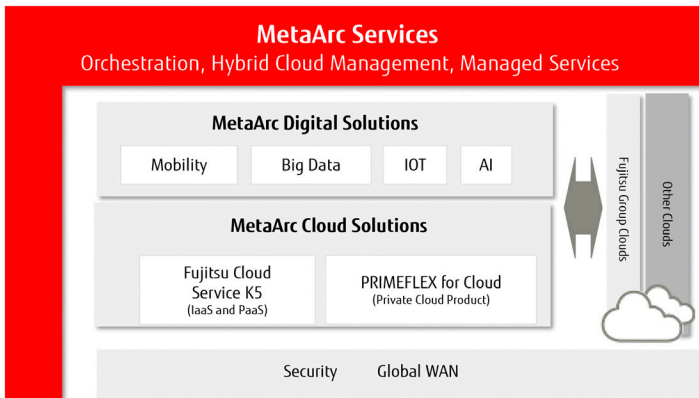 MetaArc Services
Orchestration, Hybrid Cloud Management, Managed Services
MetaArc Digital Solutions
Mobility
Big Data
IOT
AI
MetaArc Cloud Solutions
Fujitsu Cloud
Service K5
(IaaS and PaaS)
PRIMEFLEX for Cloud
(Private Cloud Product)
Fujitsu Group Clouds
Other Clouds
Security Global WAN